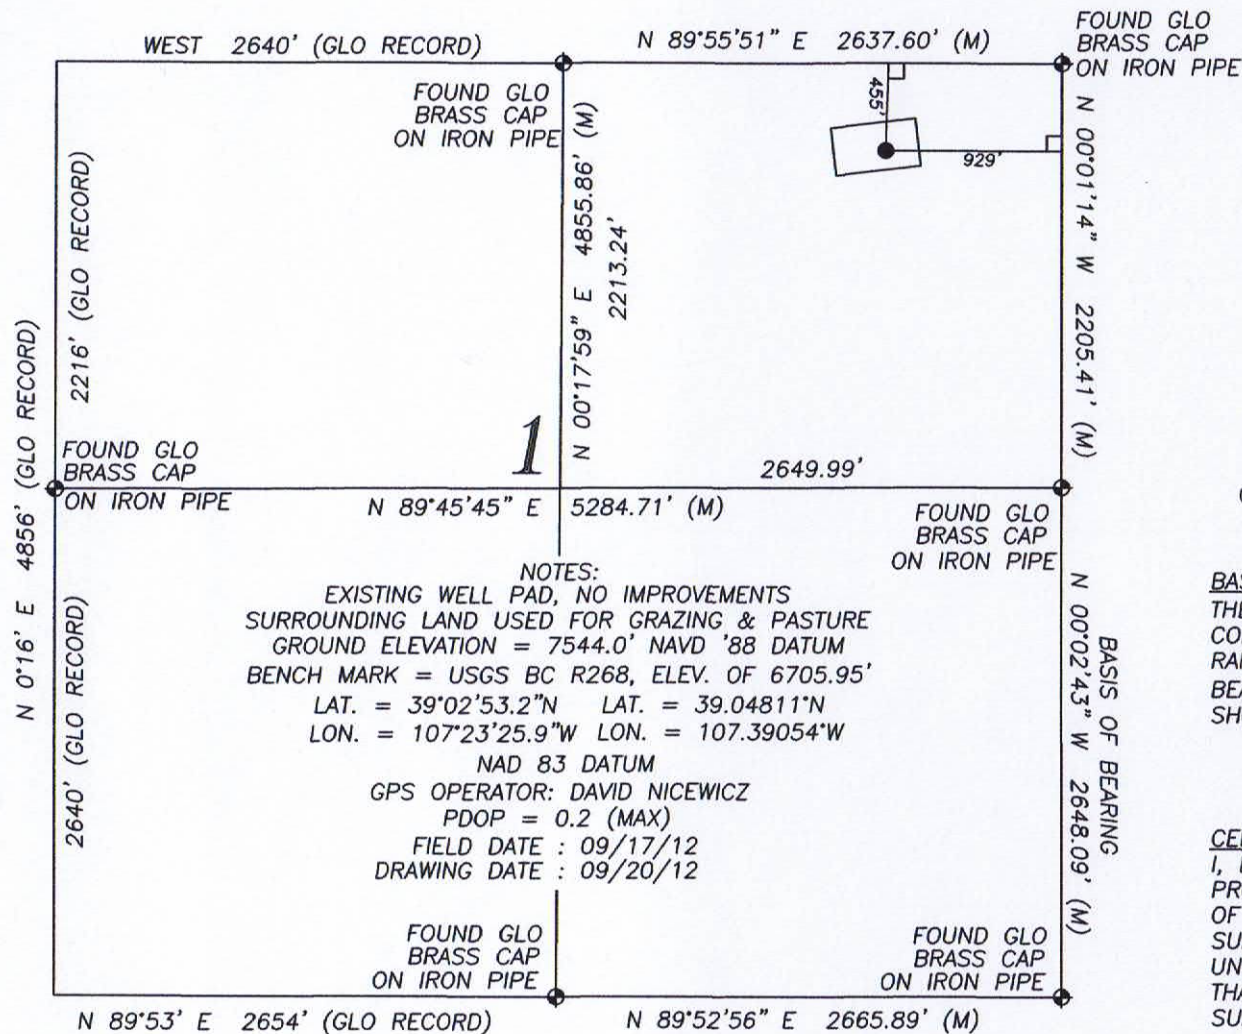 WEST 2640' (GLO RECORD)
N 89°55'51" E 2637.60' (M)
FOUND GLO
BRASS CAP
ON IRON PIPE
FOUND GLO
BRASS CAP
ON IRON PIPE
455'
929'
N 00°01'14" W 2205.41' (M)
N 00°17'59" E 4855.86' (M)
2213.24'
2216' (GLO RECORD)
N 0°16' E 4856' (GLO RECORD)
1
FOUND GLO
BRASS CAP
ON IRON PIPE
2649.99'
N 89°45'45" E 5284.71' (M)
FOUND GLO
BRASS CAP
ON IRON PIPE
NOTES:
EXISTING WELL PAD, NO IMPROVEMENTS
SURROUNDING LAND USED FOR GRAZING & PASTURE
GROUND ELEVATION = 7544.0' NAVD '88 DATUM
BENCH MARK = USGS BC R268, ELEV. OF 6705.95'
LAT. = 39°02'53.2"N LAT. = 39.04811°N
LON. = 107°23'25.9"W LON. = 107.39054°W
NAD 83 DATUM
GPS OPERATOR: DAVID NICEWICZ
PDOP = 0.2 (MAX)
FIELD DATE : 09/17/12
DRAWING DATE : 09/20/12
2640' (GLO RECORD)
N 00°02'43" W 2648.09' (M)
BASIS OF BEARING
FOUND GLO
BRASS CAP
ON IRON PIPE
FOUND GLO
BRASS CAP
ON IRON PIPE
N 89°53' E 2654' (GLO RECORD)
N 89°52'56" E 2665.89' (M)
THE
I,
OF